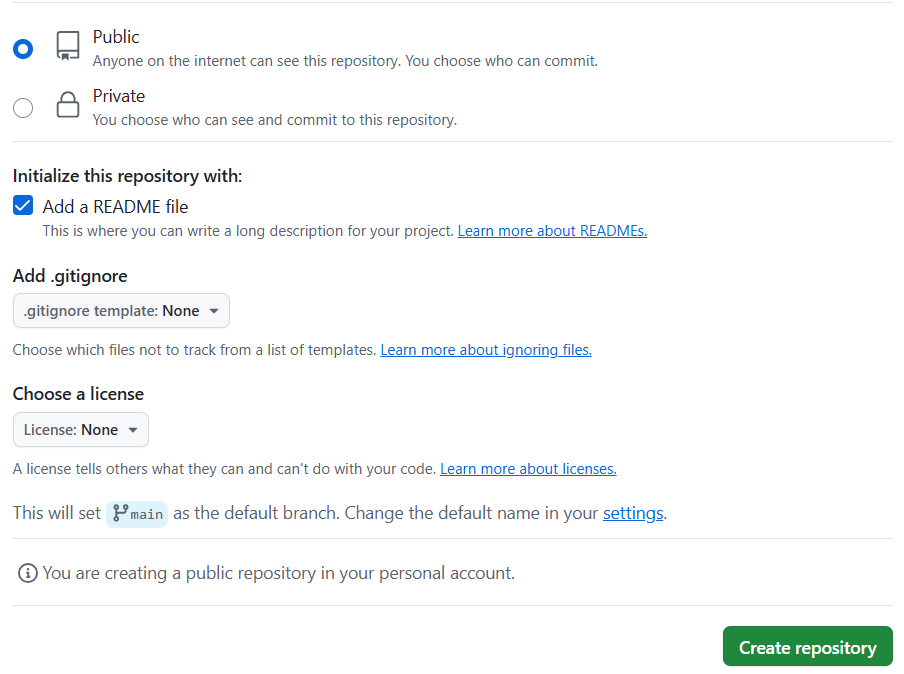 Public
Anyone on the internet can see this repository. You choose who can commit.
Private
You choose who can see and commit to this repository.
Initialize this repository with:
Add a README file
This is where you can write a long description for your project. Learn more about READMEs.
Add .gitignore
.gitignore template: None
Choose which files not to track from a list of templates. Learn more about ignoring files.
Choose a license
License: None
A license tells others what they can and can't do with your code. Learn more about licenses.
This will set main as the default branch. Change the default name in your settings.
You are creating a public repository in your personal account.
Create repository